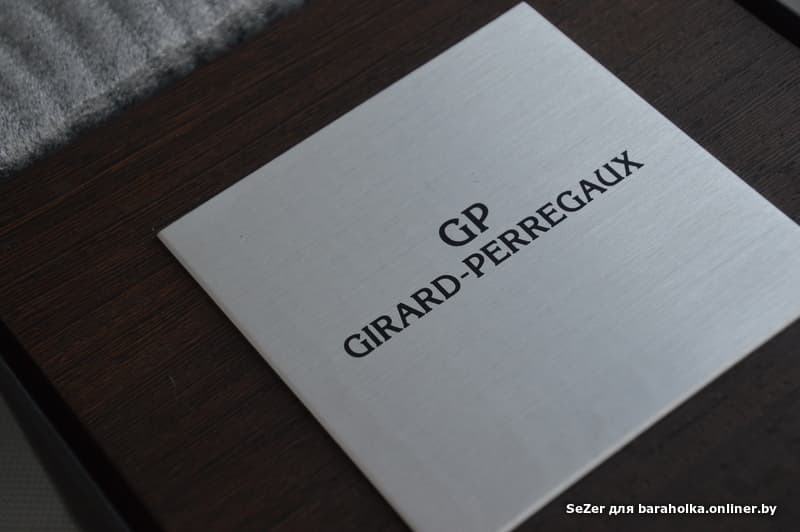 GP
GIRARD-PERREGAUX
SeZer для baraholka.onliner.by